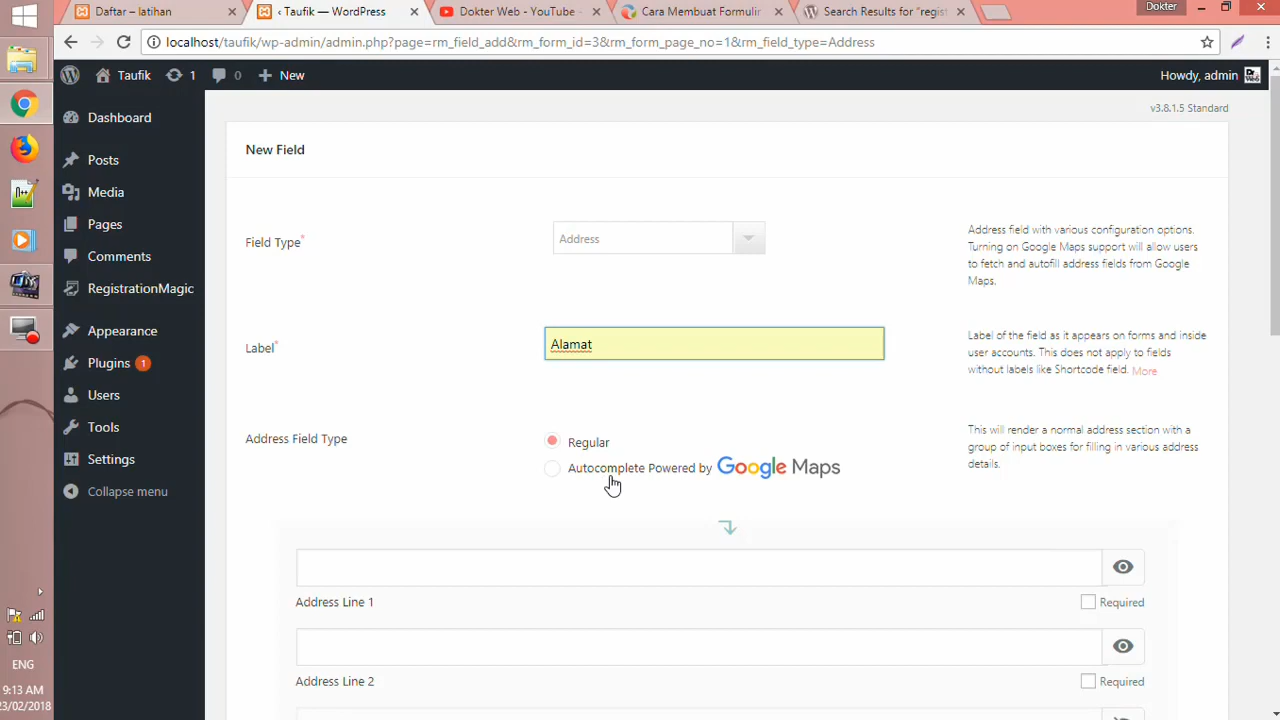 Daftar – latihan
‹ Taufik — WordPress
Dokter Web - YouTube
Cara Membuat Formulir
Search Results for “regist
Dokter
localhost/taufik/wp-admin/admin.php?page=rm_field_add&rm_form_id=3&rm_form_page_no=1&rm_field_type=Address
Taufik
1
0
New
Howdy, admin
Dashboard
Posts
Media
Pages
Comments
RegistrationMagic
Appearance
Plugins 1
Users
Tools
Settings
Collapse menu
v3.8.1.5 Standard
New Field
Field Type*
Address
Address field with various configuration options.
Turning on Google Maps support will allow users
to fetch and autofill address fields from Google
Maps.
Label*
Alamat
Label of the field as it appears on forms and inside
user accounts. This does not apply to fields
without labels like Shortcode field. More
Address Field Type
Regular
Autocomplete Powered by Google Maps
This will render a normal address section with a
group of input boxes for filling in various address
details.
Address Line 1
Required
Address Line 2
Required
ENG
9:13 AM
23/02/2018